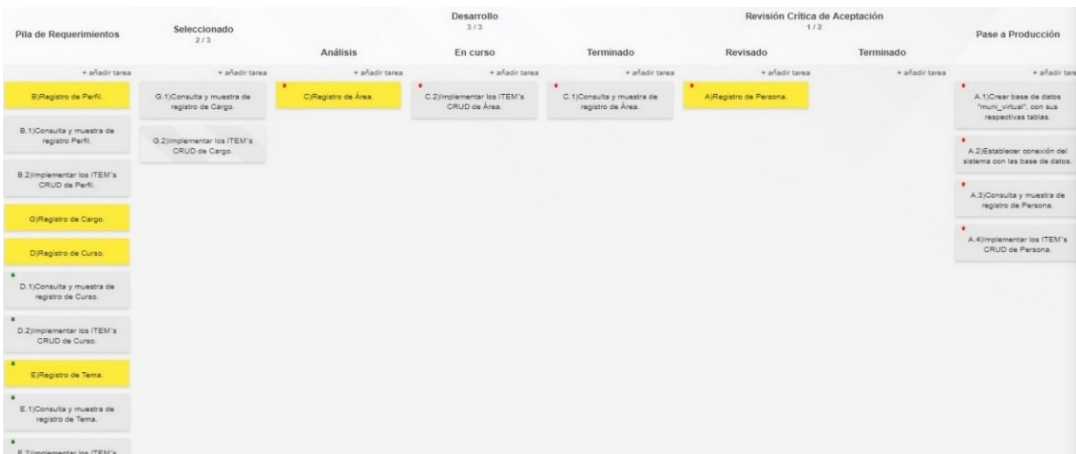 Pila de Requerimientos
Seleccionado
2 / 3
Desarrollo
3 / 3
Análisis
En curso
Terminado
Revisión Crítica de Aceptación
1 / 2
Revisado
Terminado
Pase a Producción
+ añadir tarea
+ añadir tarea
+ añadir tarea
+ añadir tarea
+ añadir tarea
+ añadir tarea
+ añadir tarea
+ añadir tare
B)Registro de Perfil.
B.1)Consulta y muestra de
registro Perfil.
B.2)Implementar los ITEM's
CRUD de Perfil.
G)Registro de Cargo.
D)Registro de Curso.
D.1)Consulta y muestra de
registro de Curso.
D.2)Implementar los ITEM's
CRUD de Curso.
E)Registro de Tema.
E.1)Consulta y muestra de
registro de Tema.
E.2)Implementar los ITEM's
G.1)Consulta y muestra de
registro de Cargo.
G.2)Implementar los ITEM's
CRUD de Cargo.
C)Registro de Área.
C.2)Implementar los ITEM's
CRUD de Área.
C.1)Consulta y muestra de
registro de Área.
A)Registro de Persona.
A.1)Crear base de datos
"muni_virtual", con sus
respectivas tablas.
A.2)Establecer conexión del
sistema con las base de datos.
A.3)Consulta y muestra de
registro de Persona.
A.4)Implementar los ITEM's
CRUD de Persona.